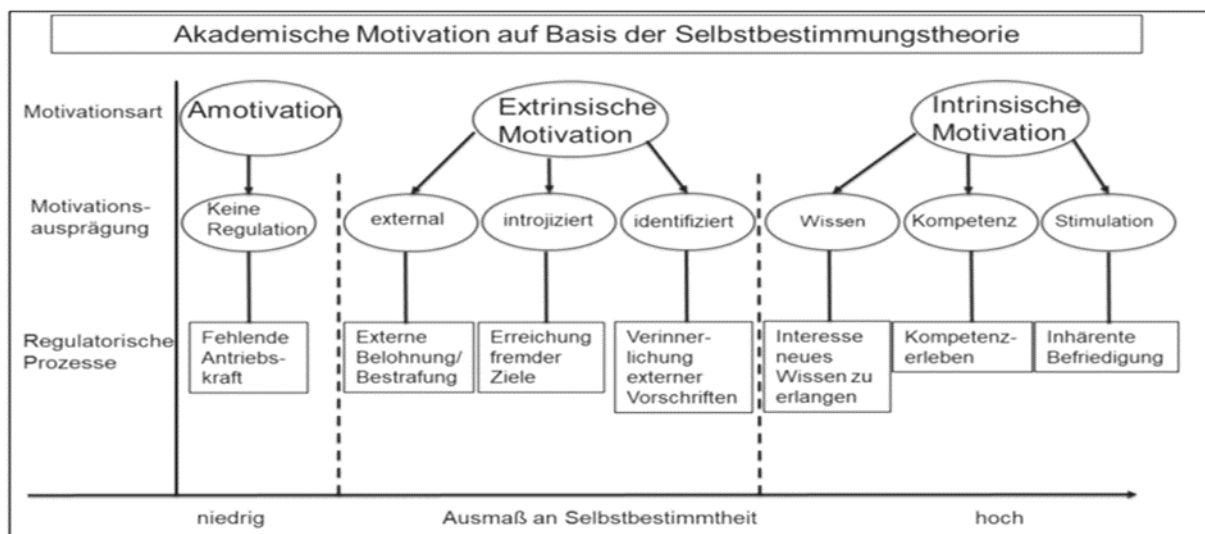 Akademische Motivation auf Basis der Selbstbestimmungstheorie
Motivationsart
Amotivation
Extrinsische
Motivation
Intrinsische
Motivation
Motivations-
ausprägung
Keine
Regulation
external
introjiziert
identifiziert
Wissen
Kompetenz
Stimulation
Regulatorische
Prozesse
Fehlende
Antriebs-
kraft
Externe
Belohnung/
Bestrafung
Erreichung
fremder
Ziele
Verinner-
lichung
externer
Vorschriften
Interesse
neues
Wissen zu
erlangen
Kompetenz-
erleben
Inhärente
Befriedigung
niedrig
Ausmaß an Selbstbestimmtheit
hoch